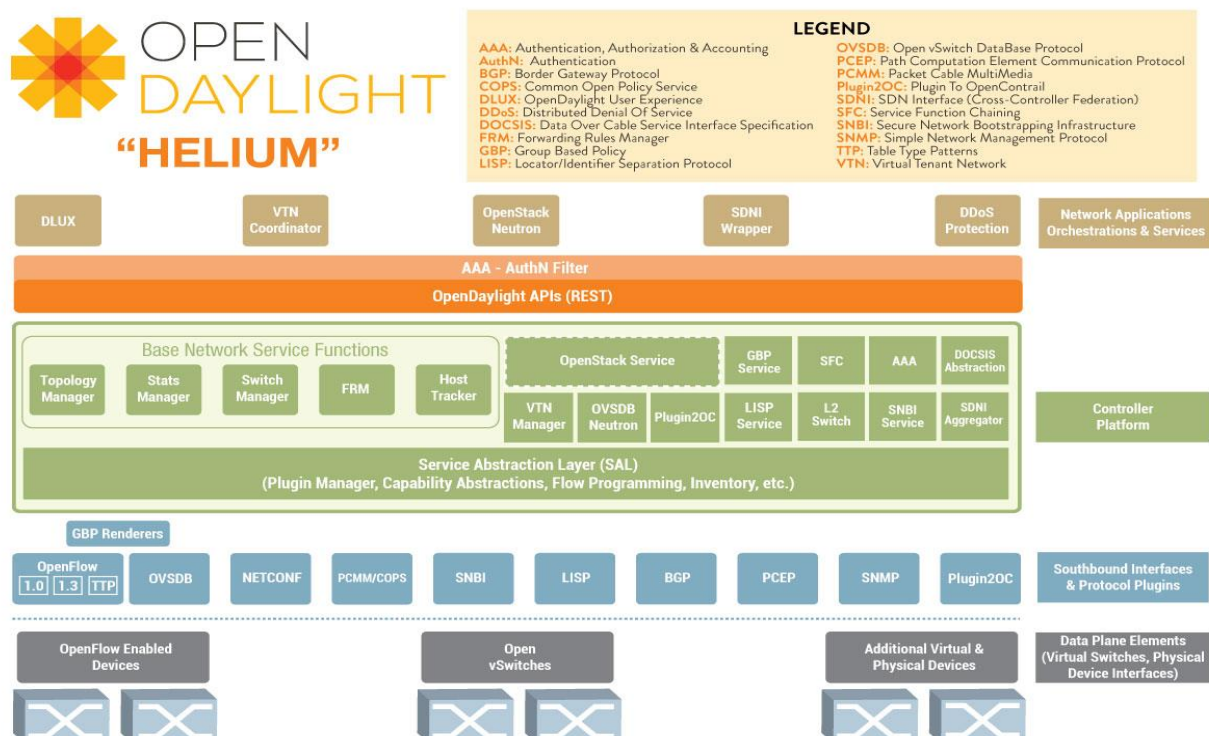 OPEN
DAYLIGHT
“HELIUM”
LEGEND
AAA: Authentication, Authorization & Accounting
AuthN: Authentication
BGP: Border Gateway Protocol
COPS: Common Open Policy Service
DLUX: OpenDaylight User Experience
DDoS: Distributed Denial Of Service
DOCSIS: Data Over Cable Service Interface Specification
FRM: Forwarding Rules Manager
GBP: Group Based Policy
LISP: Locator/Identifier Separation Protocol
OVSDB: Open vSwitch DataBase Protocol
PCEP: Path Computation Element Communication Protocol
PCMM: Packet Cable MultiMedia
Plugin2OC: Plugin To OpenContrail
SDNI: SDN Interface (Cross-Controller Federation)
SFC: Service Function Chaining
SNBI: Secure Network Bootstrapping Infrastructure
SNMP: Simple Network Management Protocol
TTP: Table Type Patterns
VTN: Virtual Tenant Network
DLUX
VTN
Coordinator
OpenStack
Neutron
SDNI
Wrapper
DDoS
Protection
Network Applications
Orchestrations & Services
AAA - AuthN Filter
OpenDaylight APIs (REST)
Base Network Service Functions
Topology
Manager
Stats
Manager
Switch
Manager
FRM
Host
Tracker
OpenStack Service
GBP
Service
SFC
AAA
DOCSIS
Abstraction
VTN
Manager
OVSDB
Neutron
Plugin2OC
LISP
Service
L2
Switch
SNBI
Service
SDNI
Aggregator
Controller
Platform
Service Abstraction Layer (SAL)
(Plugin Manager, Capability Abstractions, Flow Programming, Inventory, etc.)
GBP Renderers
OpenFlow
1.0 1.3 TTP
OVSDB
NETCONF
PCMM/COPS
SNBI
LISP
BGP
PCEP
SNMP
Plugin2OC
Southbound Interfaces
& Protocol Plugins
OpenFlow Enabled
Devices
Open
vSwitches
Additional Virtual &
Physical Devices
Data Plane Elements
(Virtual Switches, Physical
Device Interfaces)